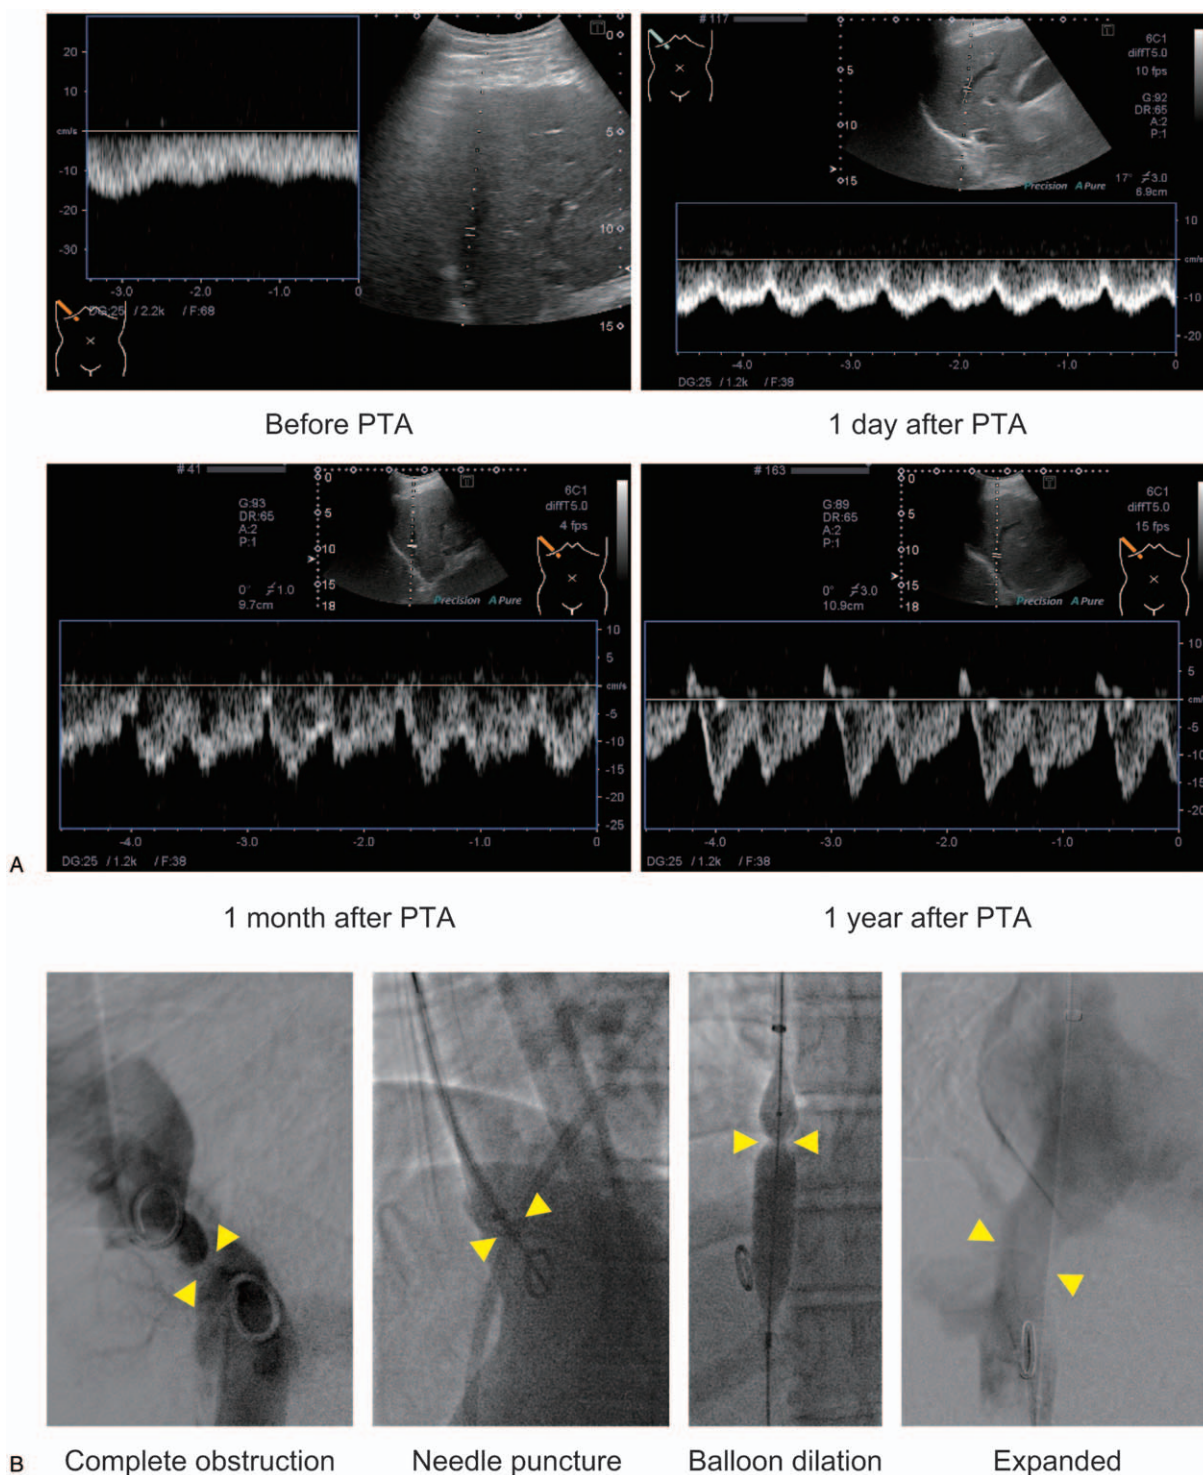 20
10
cm/s
-10
-20
-30
-3.0 -2.0 -1.0 0
DG:25 / 2.2k / F:68
0
5
10
15
Before PTA
# 117
5
10
15
6C1
diffT5.0
10 fps
G:92
DR:65
A:2
P:1
17° 3.0
6.9cm
Precision A Pure
10
cm/s
-10
-20
-4.0 -3.0 -2.0 -1.0 0
DG:25 / 1.2k / F:38
1 day after PTA
# 41
G:93
DR:65
A:2
P:1
0° 1.0
9.7cm
0
5
10
15
18
6C1
diffT5.0
4 fps
Precision A Pure
10
5
cm/s
-5
-10
-15
-20
-25
-4.0 -3.0 -2.0 -1.0 0
DG:25 / 1.2k / F:38
1 month after PTA
# 163
G:89
DR:65
A:2
P:1
0° 3.0
10.9cm
0
5
10
15
18
6C1
diffT5.0
15 fps
Precision A Pure
10
5
cm/s
-5
-10
-15
-20
-4.0 -3.0 -2.0 -1.0 0
DG:25 / 1.2k / F:38
1 year after PTA
A
Complete obstruction
Needle puncture
Balloon dilation
Expanded
B